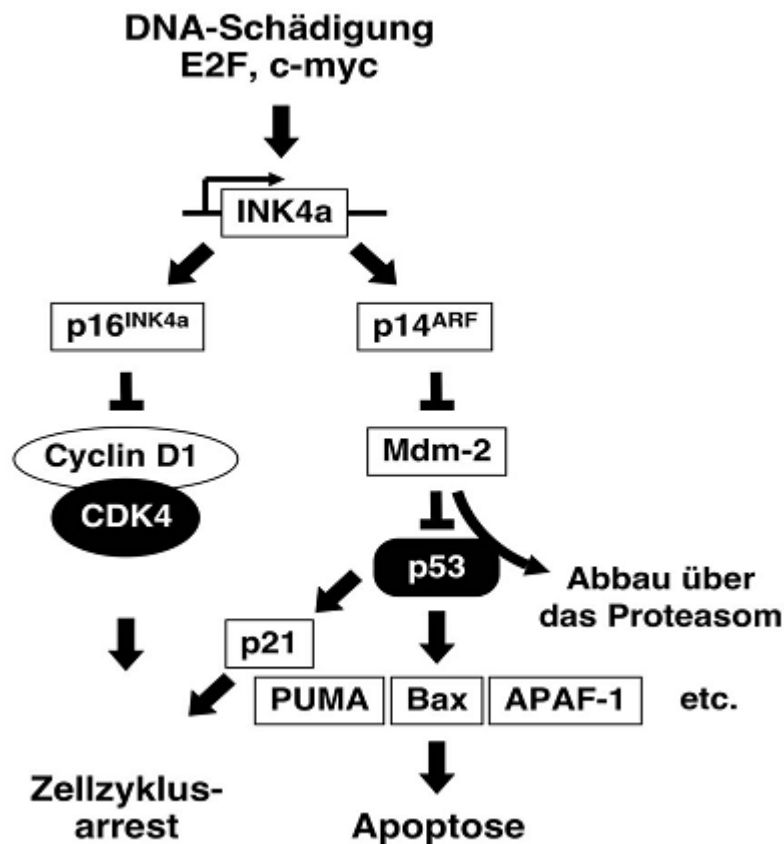 DNA-Schädigung
E2F, c-myc
INK4a
p16INK4a
p14ARF
Cyclin D1
Mdm-2
CDK4
p53
Abbau über
das Proteasom
p21
PUMA
Bax
APAF-1
etc.
Zellzyklus-
arrest
Apoptose